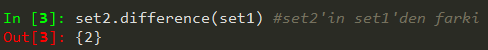 In [3]: set2.difference(set1) #set2'in set1'den farki
Out[3]: {2}